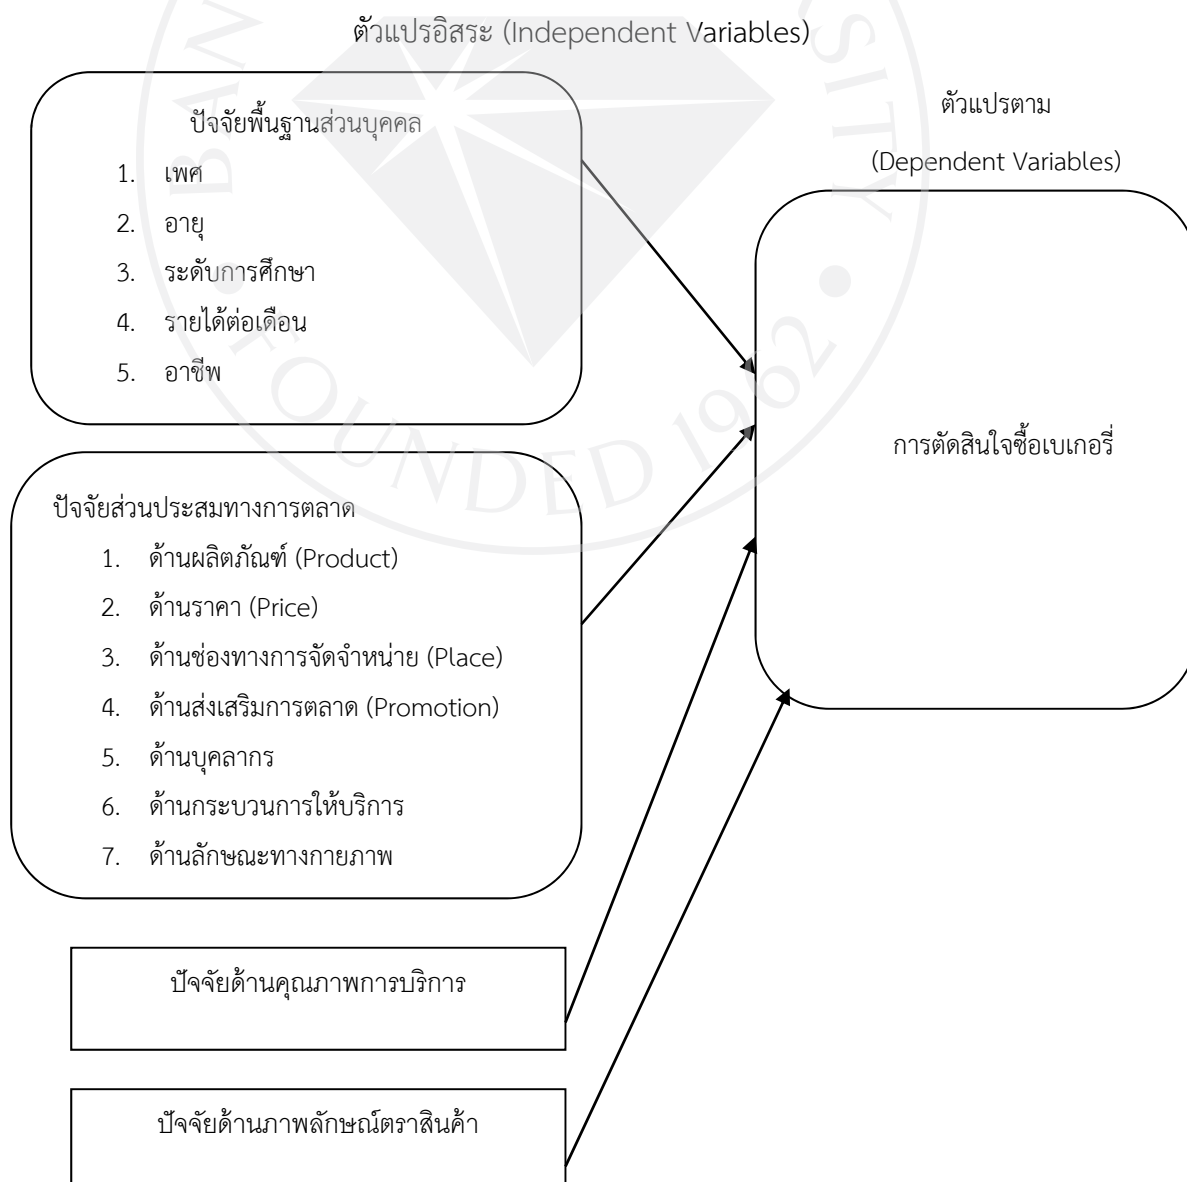 ตัวแปรอิสระ (Independent Variables)
ปัจจัยพื้นฐานส่วนบุคคล
1. เพศ
2. อายุ
3. ระดับการศึกษา
4. รายได้ต่อเดือน
5. อาชีพ
ตัวแปรตาม
(Dependent Variables)
การตัดสินใจซื้อเบเกอรี่
ปัจจัยส่วนประสมทางการตลาด
1. ด้านผลิตภัณฑ์ (Product)
2. ด้านราคา (Price)
3. ด้านช่องทางการจัดจำหน่าย (Place)
4. ด้านส่งเสริมการตลาด (Promotion)
5. ด้านบุคลากร
6. ด้านกระบวนการให้บริการ
7. ด้านลักษณะทางกายภาพ
ปัจจัยด้านคุณภาพการบริการ
ปัจจัยด้านภาพลักษณ์ตราสินค้า
FOUNDED 1962